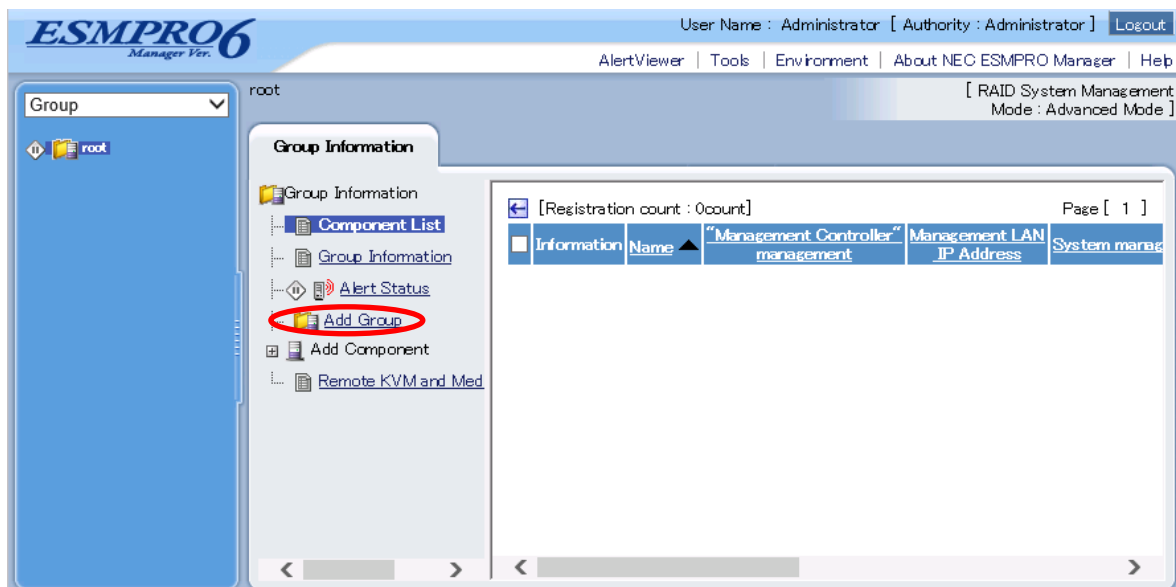 ESMPRO6
Manager Ver.
User Name : Administrator [ Authority : Administrator ] Logout
AlertViewer | Tools | Environment | About NEC ESMPRO Manager | Help
Group
root
root
[ RAID System Management
Mode : Advanced Mode ]
Group Information
Group Information
Component List
Group Information
Alert Status
Add Group
Add Component
Remote KVM and Med
[Registration count : 0count]
Page [ 1 ]
Information Name ▲ "Management Controller" management Management LAN IP Address System manag